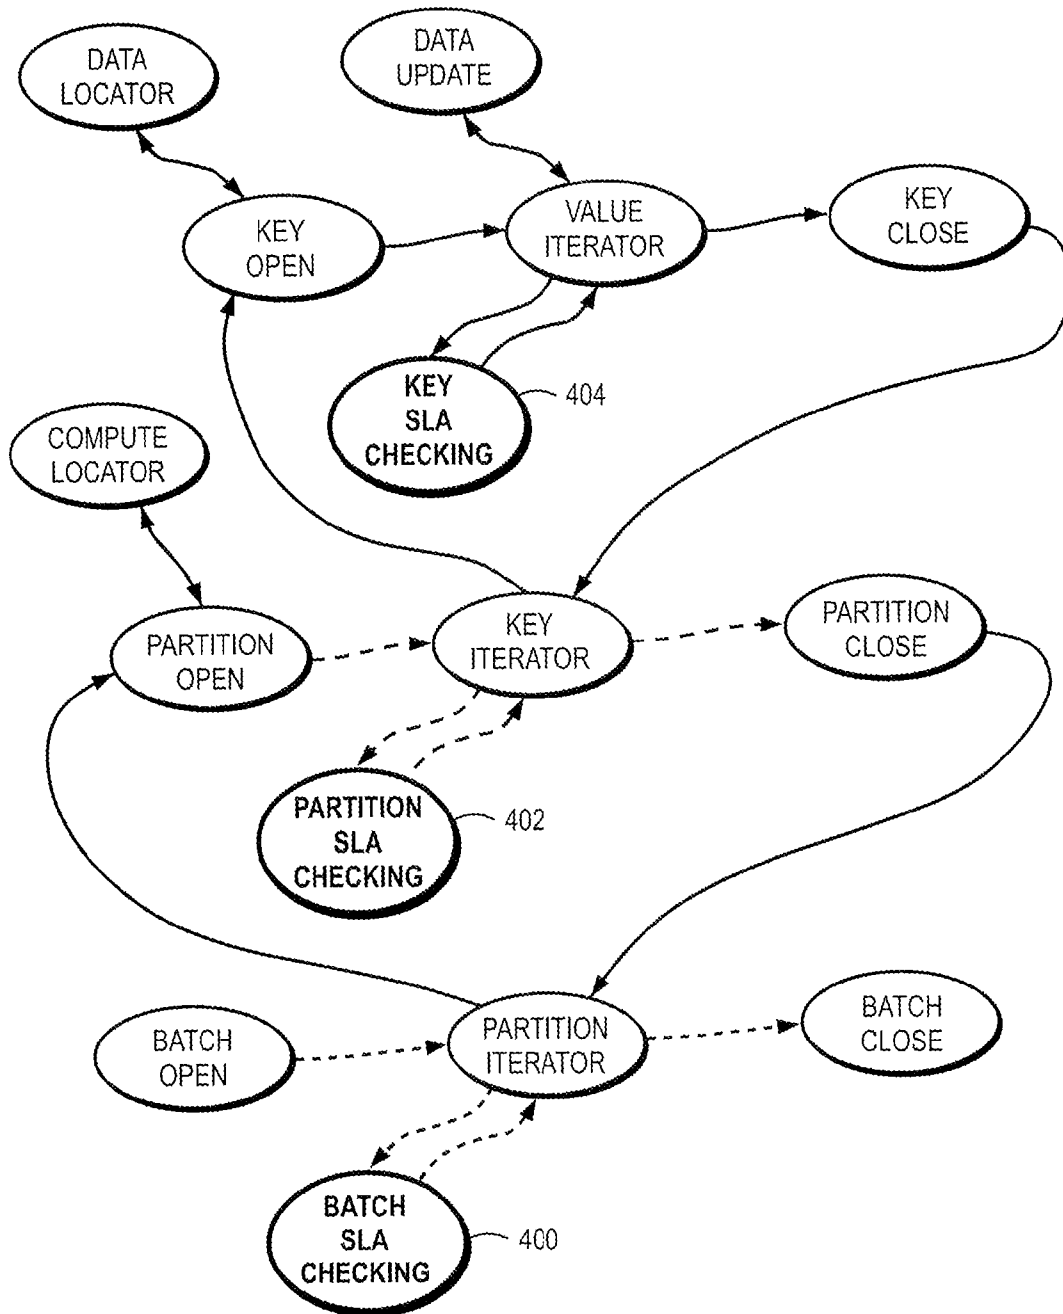 DATA
LOCATOR
DATA
UPDATE
KEY
OPEN
VALUE
ITERATOR
KEY
CLOSE
KEY
SLA
CHECKING
404
COMPUTE
LOCATOR
PARTITION
OPEN
KEY
ITERATOR
PARTITION
CLOSE
PARTITION
SLA
CHECKING
402
BATCH
OPEN
PARTITION
ITERATOR
BATCH
CLOSE
BATCH
SLA
CHECKING
400